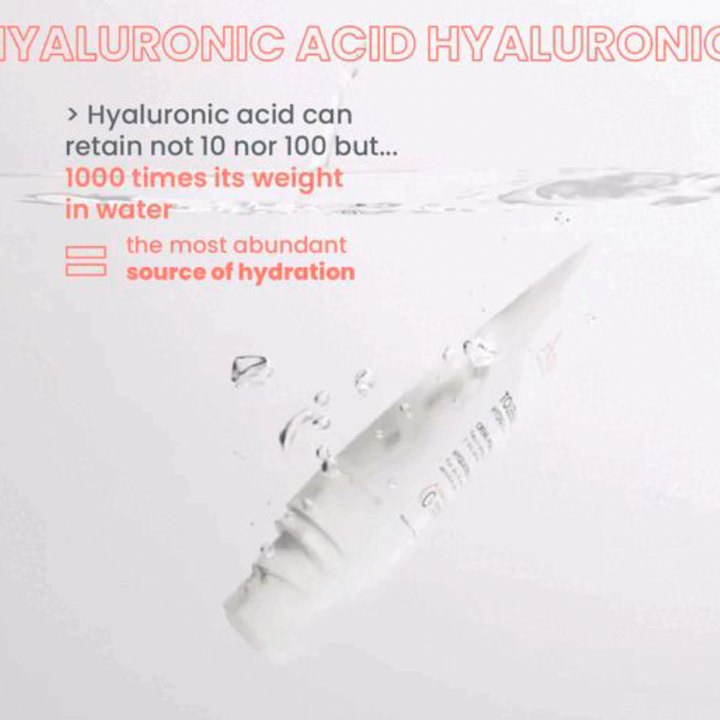 HYALURONIC ACID HYALURONIC
> Hyaluronic acid can
retain not 10 nor 100 but...
1000 times its weight
in water
the most abundant
source of hydration